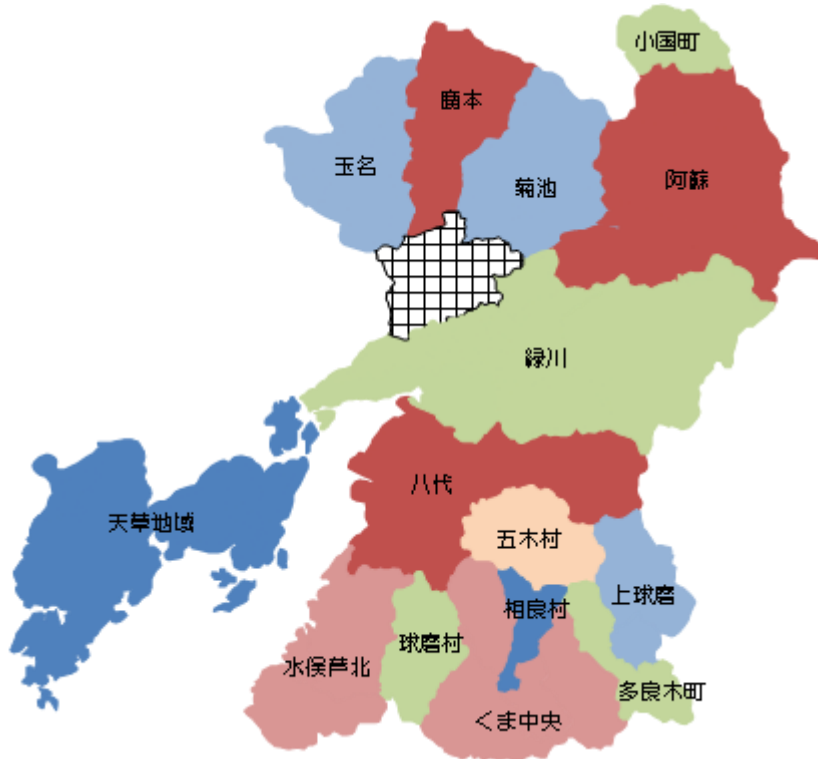 小国町
鹿本
玉名
菊池
阿蘇
緑川
八代
天草地域
五木村
相良村
上球磨
球磨村
水俣芦北
多良木町
くま中央